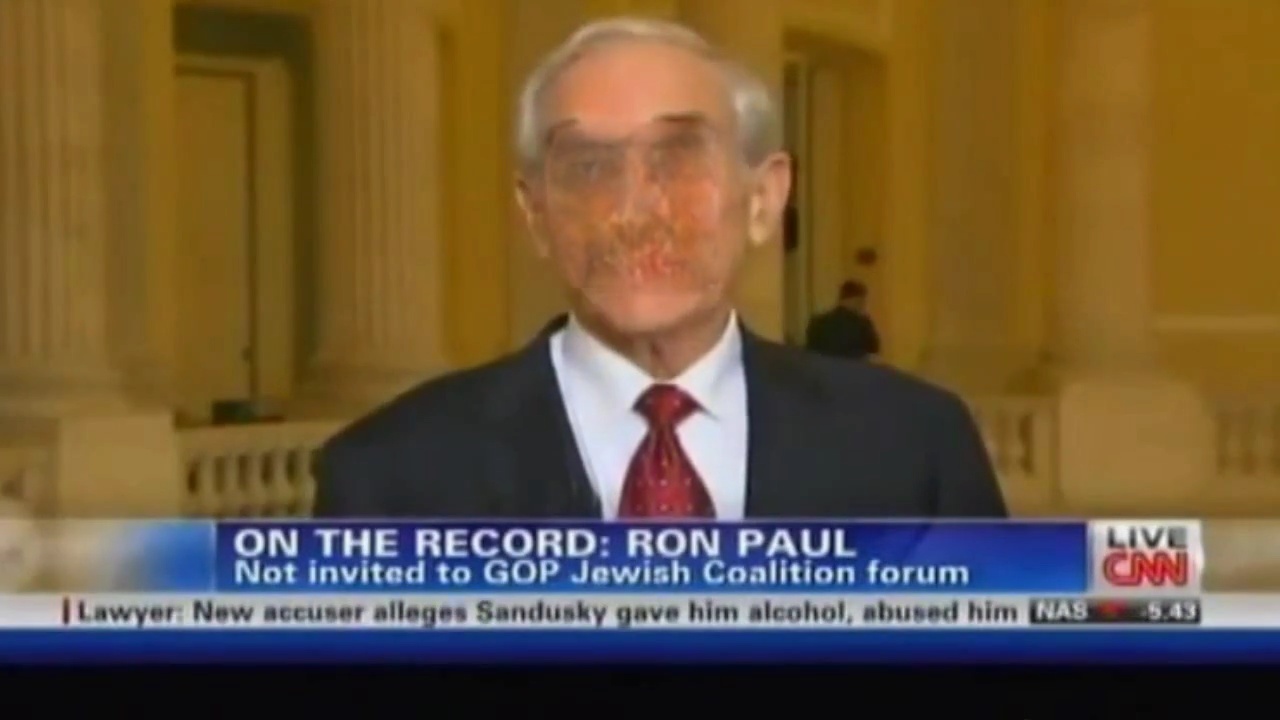 ON THE RECORD: RON PAUL
Not invited to GOP Jewish Coalition forum
LIVE
CNN
Lawyer: New accuser alleges Sandusky gave him alcohol, abused him
NAS -5.43